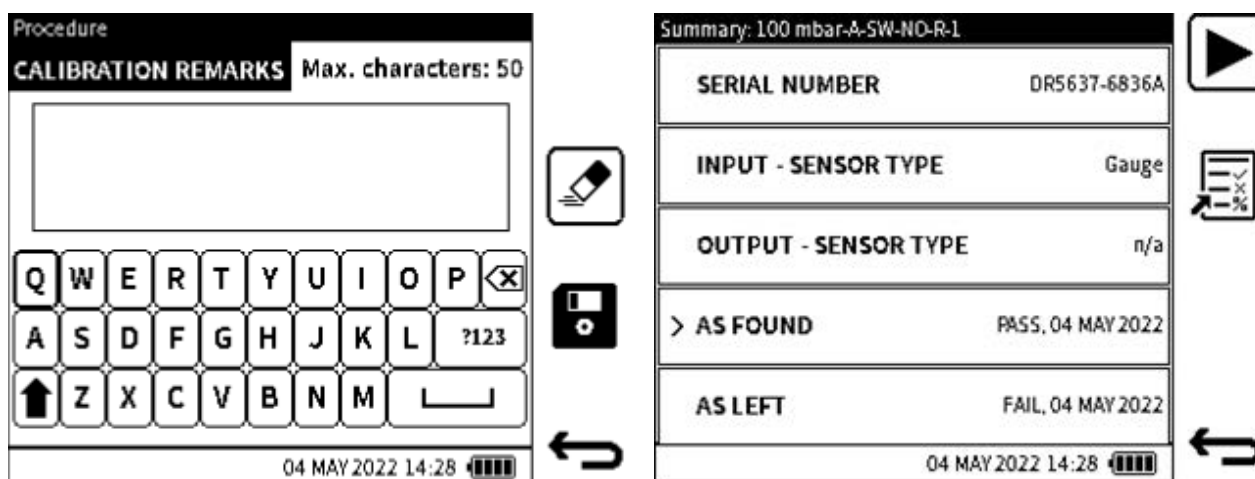 Procedure
CALIBRATION REMARKS Max. characters: 50
Q W E R T Y U I O P
A S D F G H J K L ?123
Z X C V B N M
04 MAY 2022 14:28
Summary: 100 mbar-A-SW-NO-R-1
SERIAL NUMBER DR5637-6836A
INPUT - SENSOR TYPE Gauge
OUTPUT - SENSOR TYPE n/a
> AS FOUND PASS, 04 MAY 2022
AS LEFT FAIL, 04 MAY 2022
04 MAY 2022 14:28